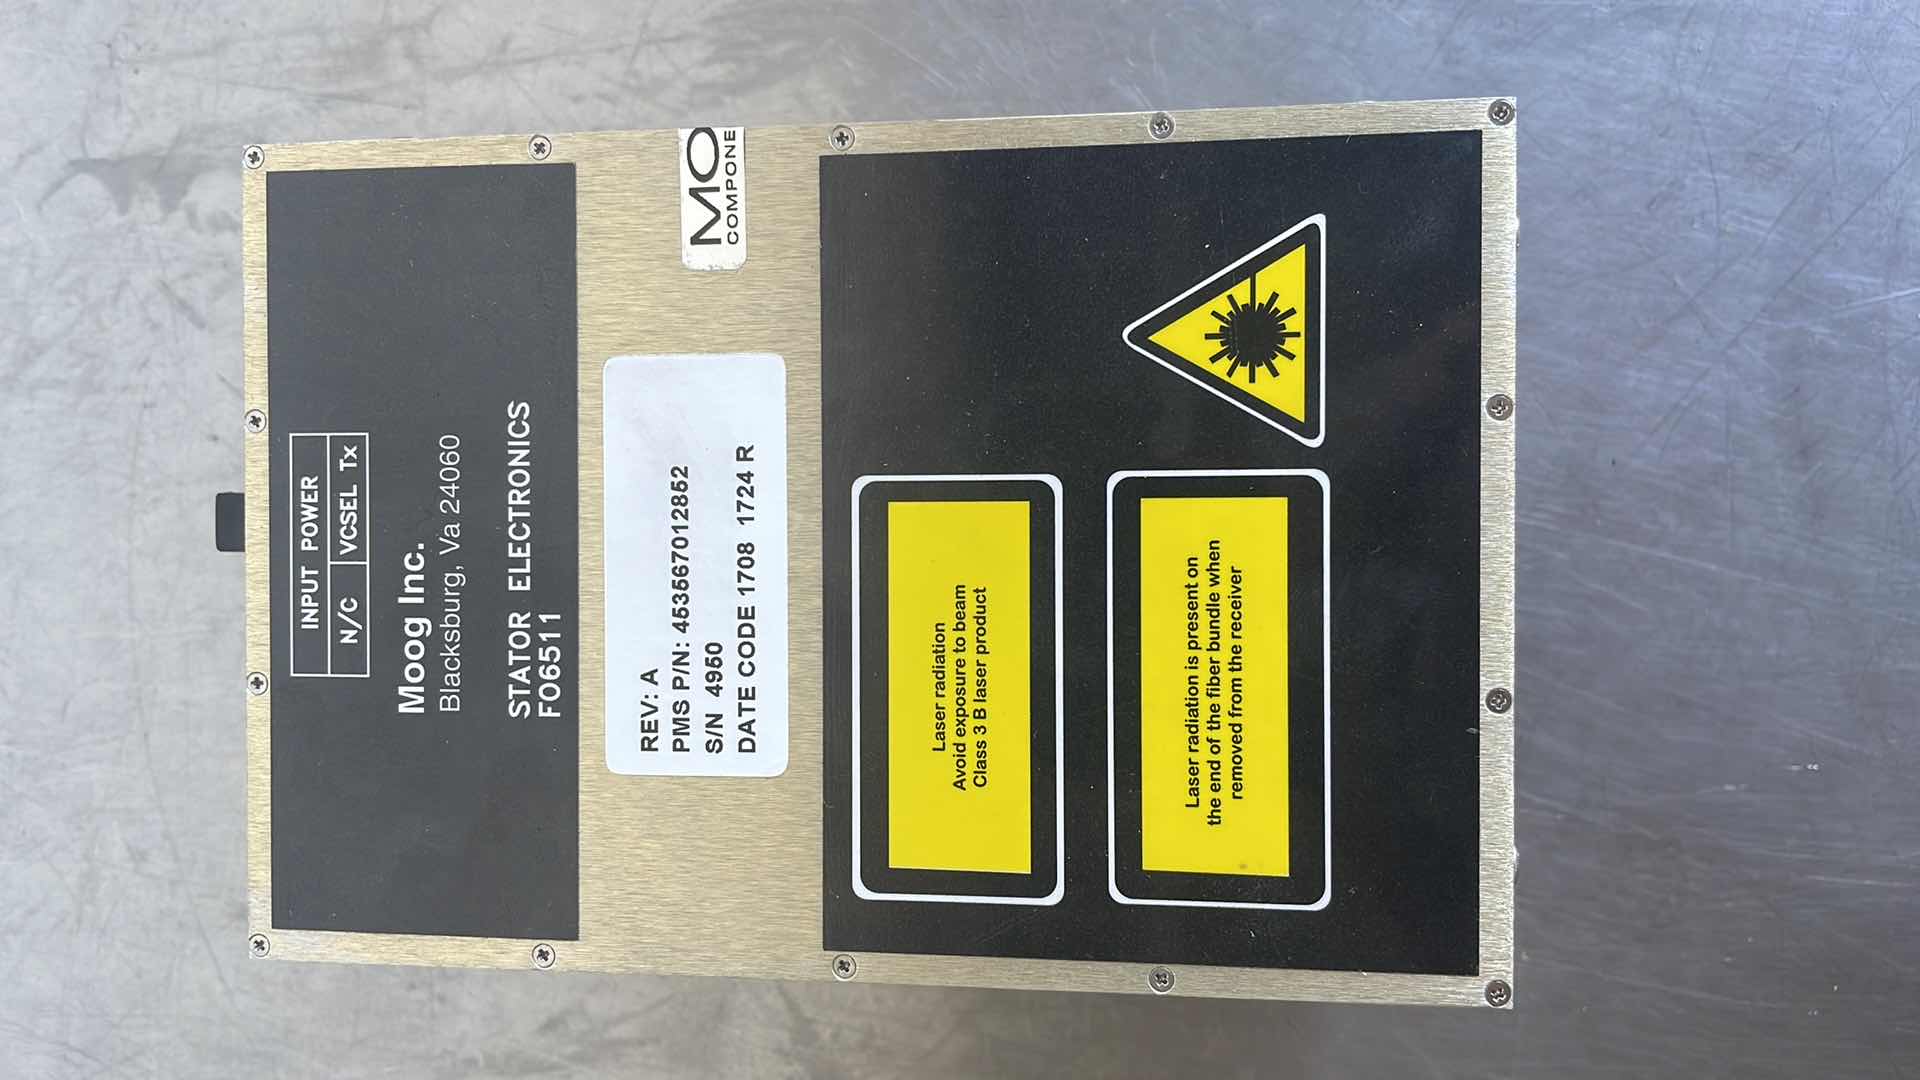 INPUT POWER
N/C VCSEL Tx
Moog Inc.
Blacksburg, Va 24060
STATOR ELECTRONICS
FO6511
REV: A
PMS P/N: 453567012852
S/N 4950
DATE CODE 1708 1724 R
MO
COMPONE
Laser radiation
Avoid exposure to beam
Class 3 B laser product
Laser radiation is present on
the end of the fiber bundle when
removed from the receiver